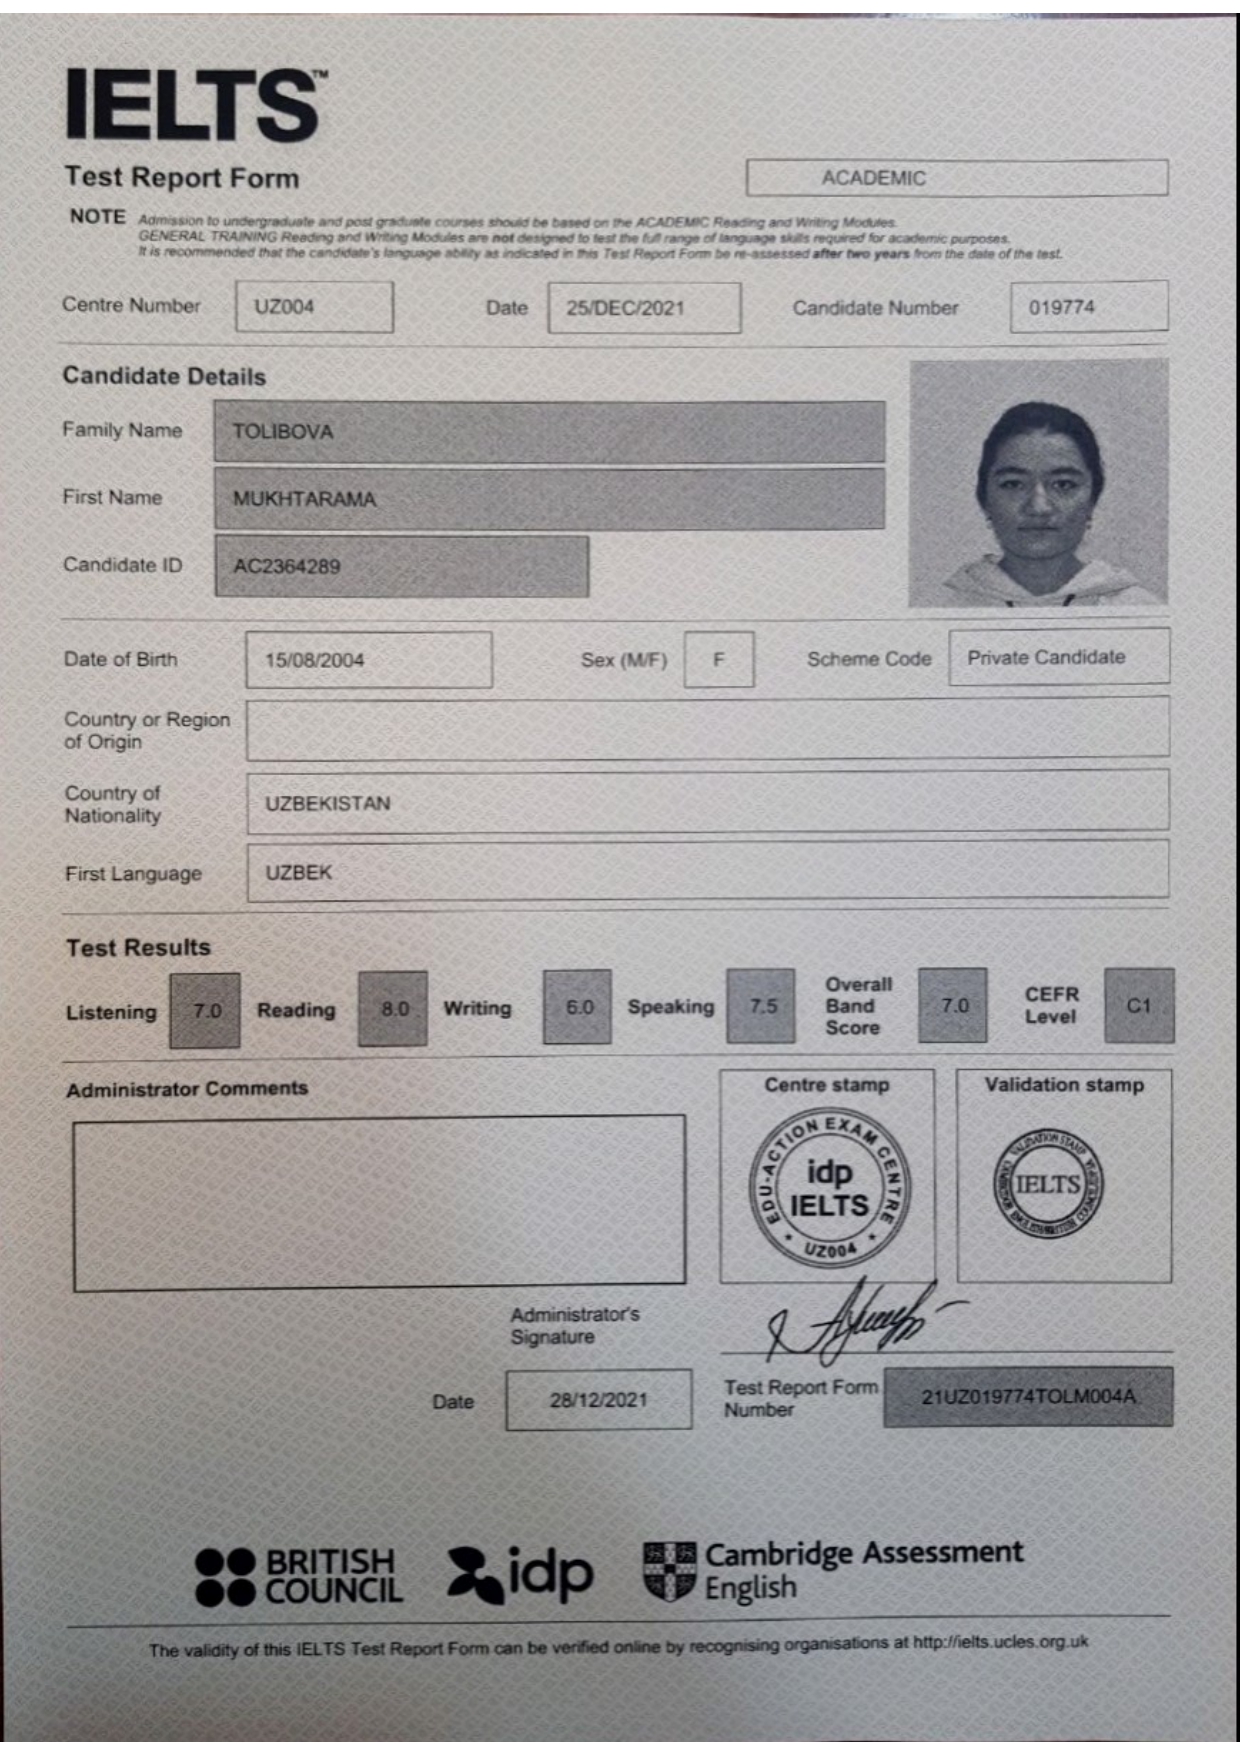 IELTS™
Test Report Form
ACADEMIC
NOTE Admission to undergraduate and post graduate courses should be based on the ACADEMIC Reading and Writing Modules.
GENERAL TRAINING Reading and Writing Modules are not designed to test the full range of language skills required for academic purposes.
It is recommended that the candidate's language ability as indicated in this Test Report Form be re-assessed after two years from the date of the test.
Centre Number UZ004 Date 25/DEC/2021 Candidate Number 019774
Candidate Details
Family Name TOLIBOVA
First Name MUKHTARAMA
Candidate ID AC2364289
Date of Birth 15/08/2004 Sex (M/F) F Scheme Code Private Candidate
Country or Region
of Origin
Country of
Nationality
UZBEKISTAN
First Language UZBEK
Test Results
Listening 7.0 Reading 8.0 Writing 6.0 Speaking 7.5 Overall
Band
Score
7.0 CEFR
Level
C1
Administrator Comments
Centre stamp
EDU-ACTION EXAM CENTRE
idp
IELTS
* UZ004 *
Validation stamp
VALIDATION STAMP
IELTS
Administrator's
Signature
Date 28/12/2021
Test Report Form
Number
21UZ019774TOLM004A
BRITISH
COUNCIL
idp
Cambridge Assessment
English
The validity of this IELTS Test Report Form can be verified online by recognising organisations at http://ielts.ucles.org.uk